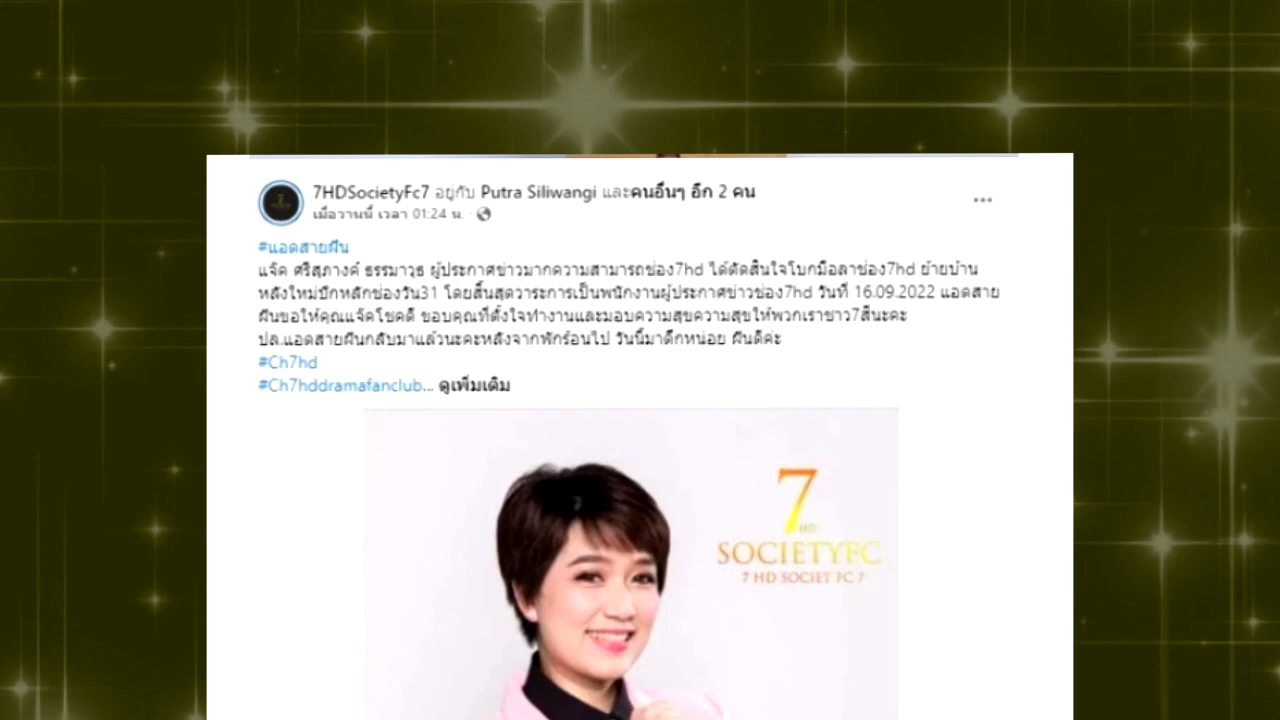 7HDSocietyFc7 อยู่กับ Putra Siliwangi และคนอื่นๆ อีก 2 คน
เมื่อวานนี้ เวลา 01:24 น.
#แอดสายฝน
แจ๊ค ศรีสุภางค์ ธรรมาวุธ ผู้ประกาศข่าวมากความสามารถช่อง7hd ได้ตัดสินใจโบกมือลาช่อง7hd ย้ายบ้าน
หลังใหม่ปักหลักช่องวัน31 โดยสิ้นสุดวาระการเป็นพนักงานผู้ประกาศข่าวช่อง7hd วันที่ 16.09.2022 แอดสาย
ฝนขอให้คุณแจ๊คโชคดี ขอบคุณที่ตั้งใจทำงานและมอบความสุขความสุขให้พวกเราชาว7สีนะคะ
ปล.แอดสายฝนกลับมาแล้วนะคะหลังจากพักร้อนไป วันนี้มาดึกหน่อย ฝันดีค่ะ
#Ch7hd
#Ch7hddramafanclub... ดูเพิ่มเติม
7
HD
SOCIETYFC
7 HD SOCIET FC 7